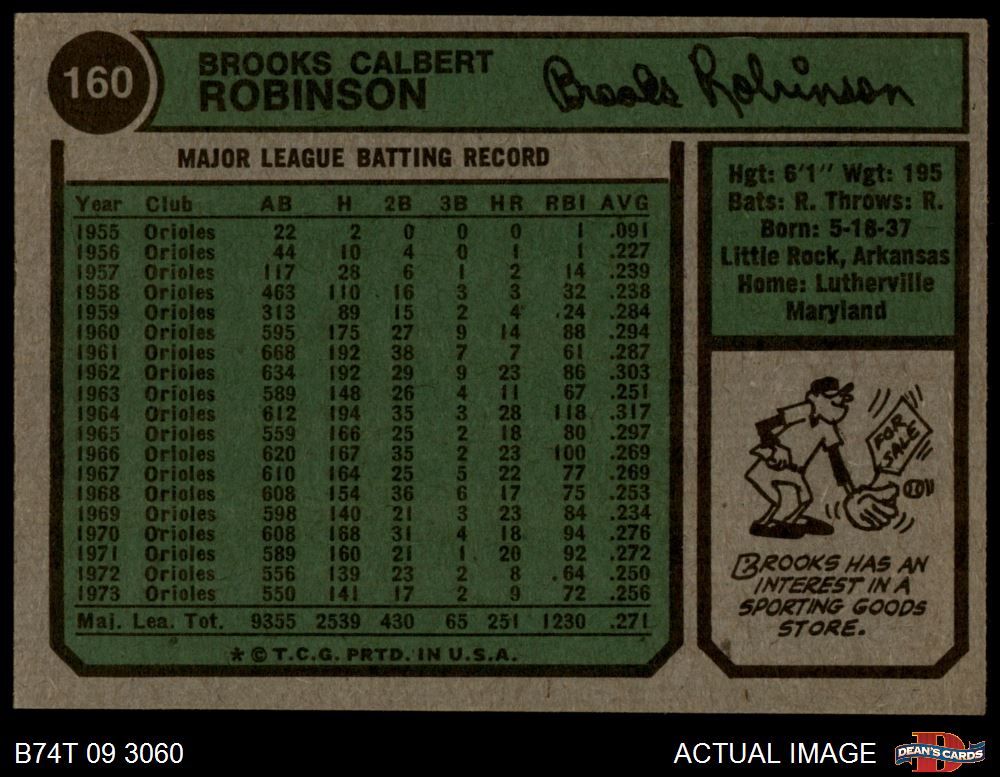 160
BROOKS CALBERT
ROBINSON
Brooks Robinson
MAJOR LEAGUE BATTING RECORD
Year Club AB H 2B 3B HR RBI AVG
1955 Orioles 22 2 0 0 0 1 .091
1956 Orioles 44 10 4 0 1 1 .227
1957 Orioles 117 28 6 1 2 14 .239
1958 Orioles 463 110 16 3 3 32 .238
1959 Orioles 313 89 15 2 4 24 .284
1960 Orioles 595 175 27 9 14 88 .294
1961 Orioles 668 192 38 7 7 61 .287
1962 Orioles 634 192 29 9 23 86 .303
1963 Orioles 589 148 26 4 11 67 .251
1964 Orioles 612 194 35 3 28 118 .317
1965 Orioles 559 166 25 2 18 80 .297
1966 Orioles 620 167 35 2 23 100 .269
1967 Orioles 610 164 25 5 22 77 .269
1968 Orioles 608 154 36 6 17 75 .253
1969 Orioles 598 140 21 3 23 84 .234
1970 Orioles 608 168 31 4 18 94 .276
1971 Orioles 589 160 21 1 20 92 .272
1972 Orioles 556 139 23 2 8 64 .250
1973 Orioles 550 141 17 2 9 72 .256
Maj. Lea. Tot. 9355 2539 430 65 251 1230 .271
* © T.C.G. PRTD. IN U.S.A.
Hgt: 6'1" Wgt: 195
Bats: R. Throws: R.
Born: 5-18-37
Little Rock, Arkansas
Home: Lutherville
Maryland
FOR
SALE
BROOKS HAS AN
INTEREST IN A
SPORTING GOODS
STORE.
B74T 09 3060
ACTUAL IMAGE
D
DEAN'S CARDS